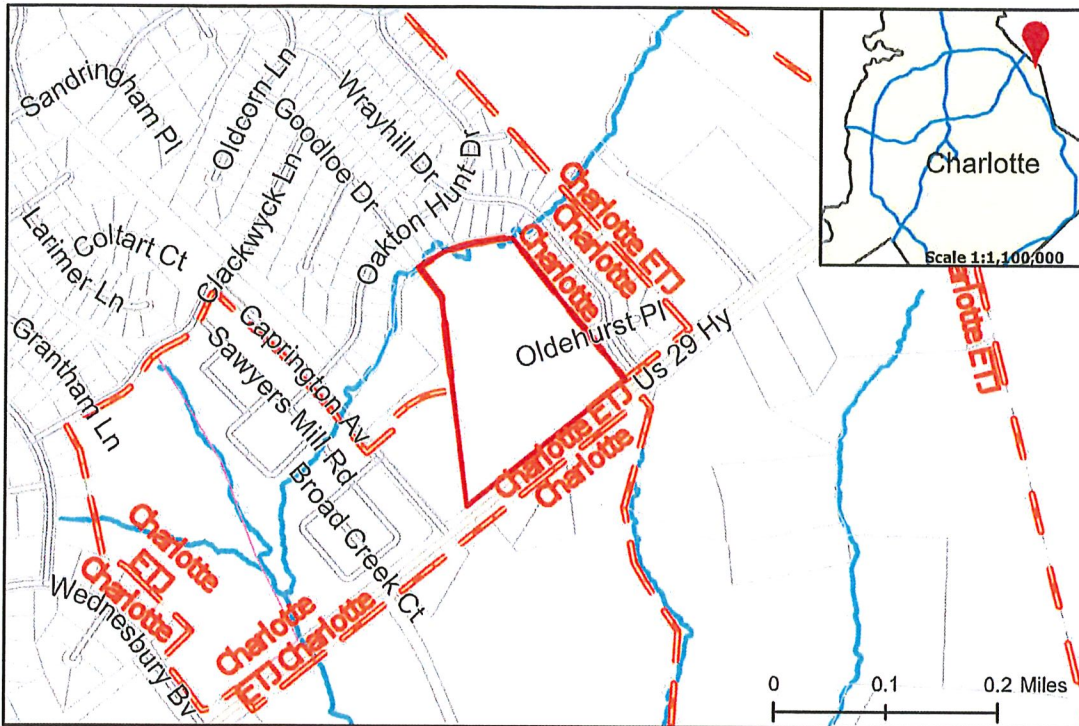 Sandringham Pl
Oldcorn Ln
Goodloe Dr
Wrayhill Dr
Oakton Hunt Dr
Larimer Ln
Coltart Ct
Clackwyck Ln
Grantham Ln
Caprington Av
Sawyers Mill Rd
Broad Creek Ct
Wednesbury Bv
Oldehurst Pl
Us 29 Hy
Charlotte ETJ
Charlotte
Charlotte
Charlotte ETJ
Charlotte
Charlotte
ETJ
Charlotte
Charlotte
ETJ Charlotte
Charlotte ETJ
Charlotte
Scale 1:1,100,000
0 0.1 0.2 Miles